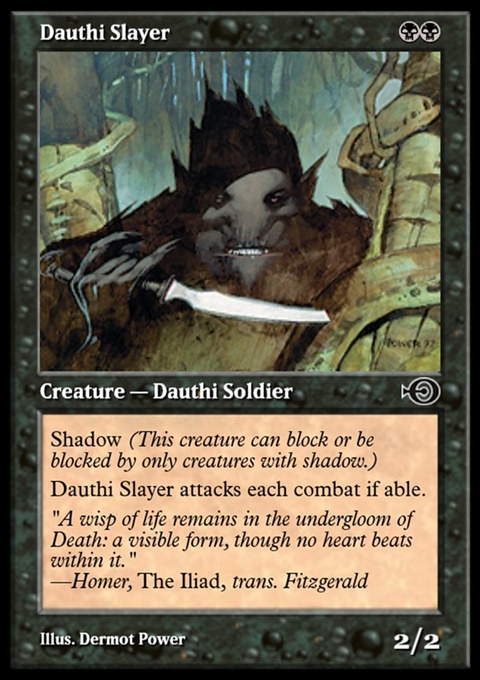 Dauthi Slayer
Creature — Dauthi Soldier
Shadow (This creature can block or be
blocked by only creatures with shadow.)
Dauthi Slayer attacks each combat if able.
"A wisp of life remains in the undergloom of
Death: a visible form, though no heart beats
within it."
—Homer, The Iliad, trans. Fitzgerald
Illus. Dermot Power
2/2